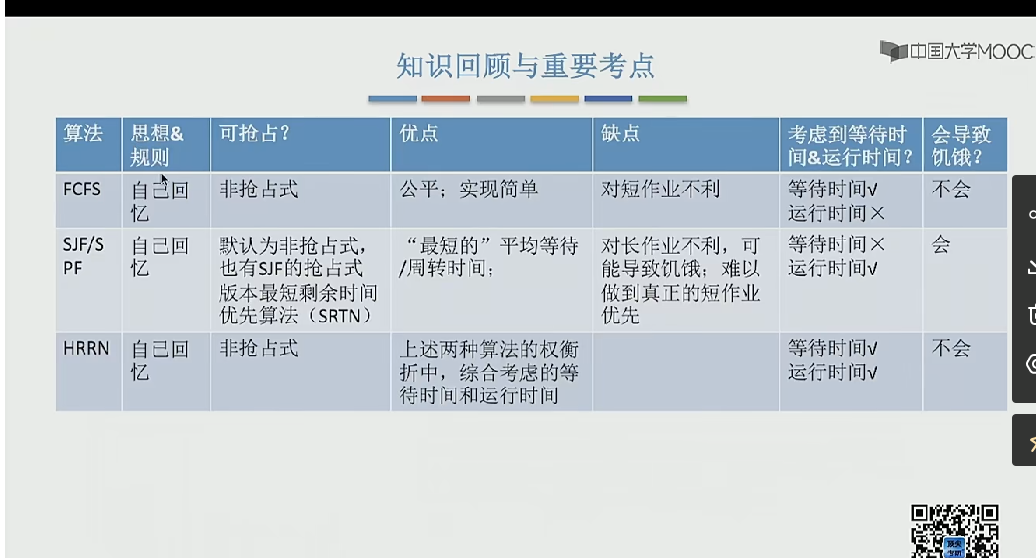 中国大学MOOC
知识回顾与重要考点
算法
思想&
规则
可抢占？
优点
缺点
考虑到等待时
间&运行时间？
会导致
饥饿？
FCFS
自己回
忆
非抢占式
公平；实现简单
对短作业不利
等待时间√
运行时间×
不会
SJF/S
PF
自己回
忆
默认为非抢占式，
也有SJF的抢占式
版本最短剩余时间
优先算法（SRTN）
“最短的”平均等待
/周转时间；
对长作业不利，可
能导致饥饿；难以
做到真正的短作业
优先
等待时间×
运行时间√
会
HRRN
自己回
忆
非抢占式
上述两种算法的权衡
折中，综合考虑的等
待时间和运行时间
等待时间√
运行时间√
不会